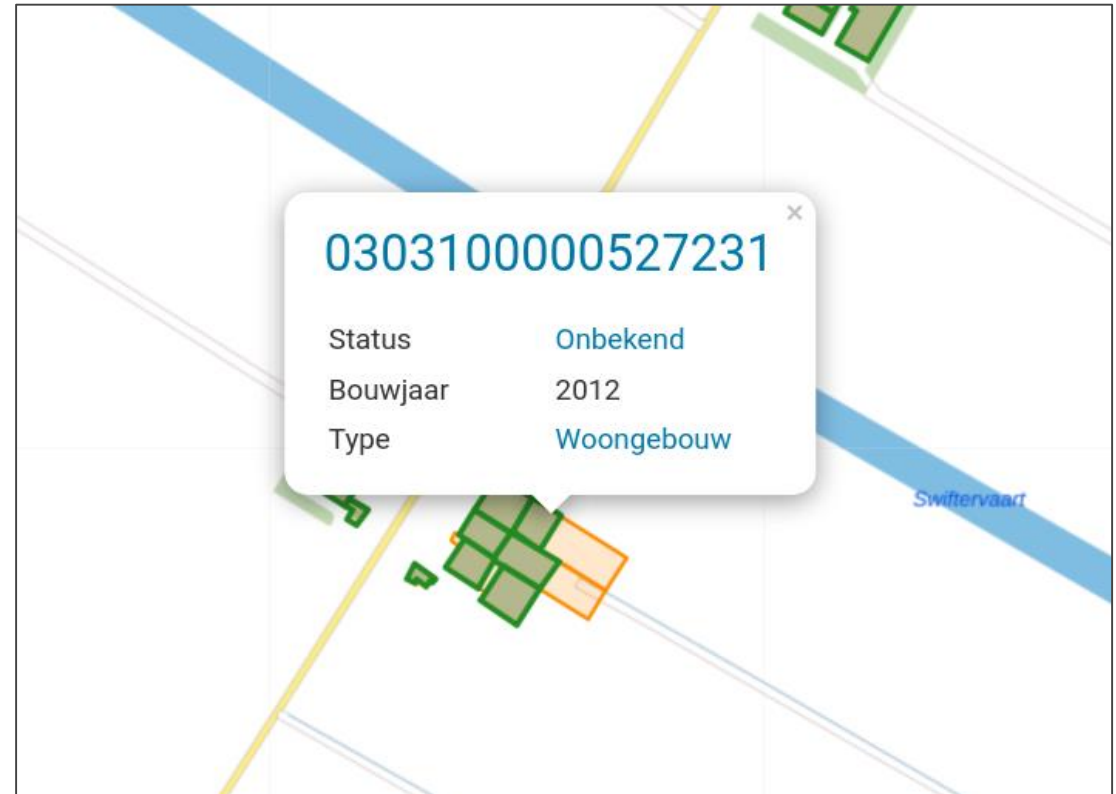 ×
0303100000527231
Status Onbekend
Bouwjaar 2012
Type Woongebouw
Swiftervaart